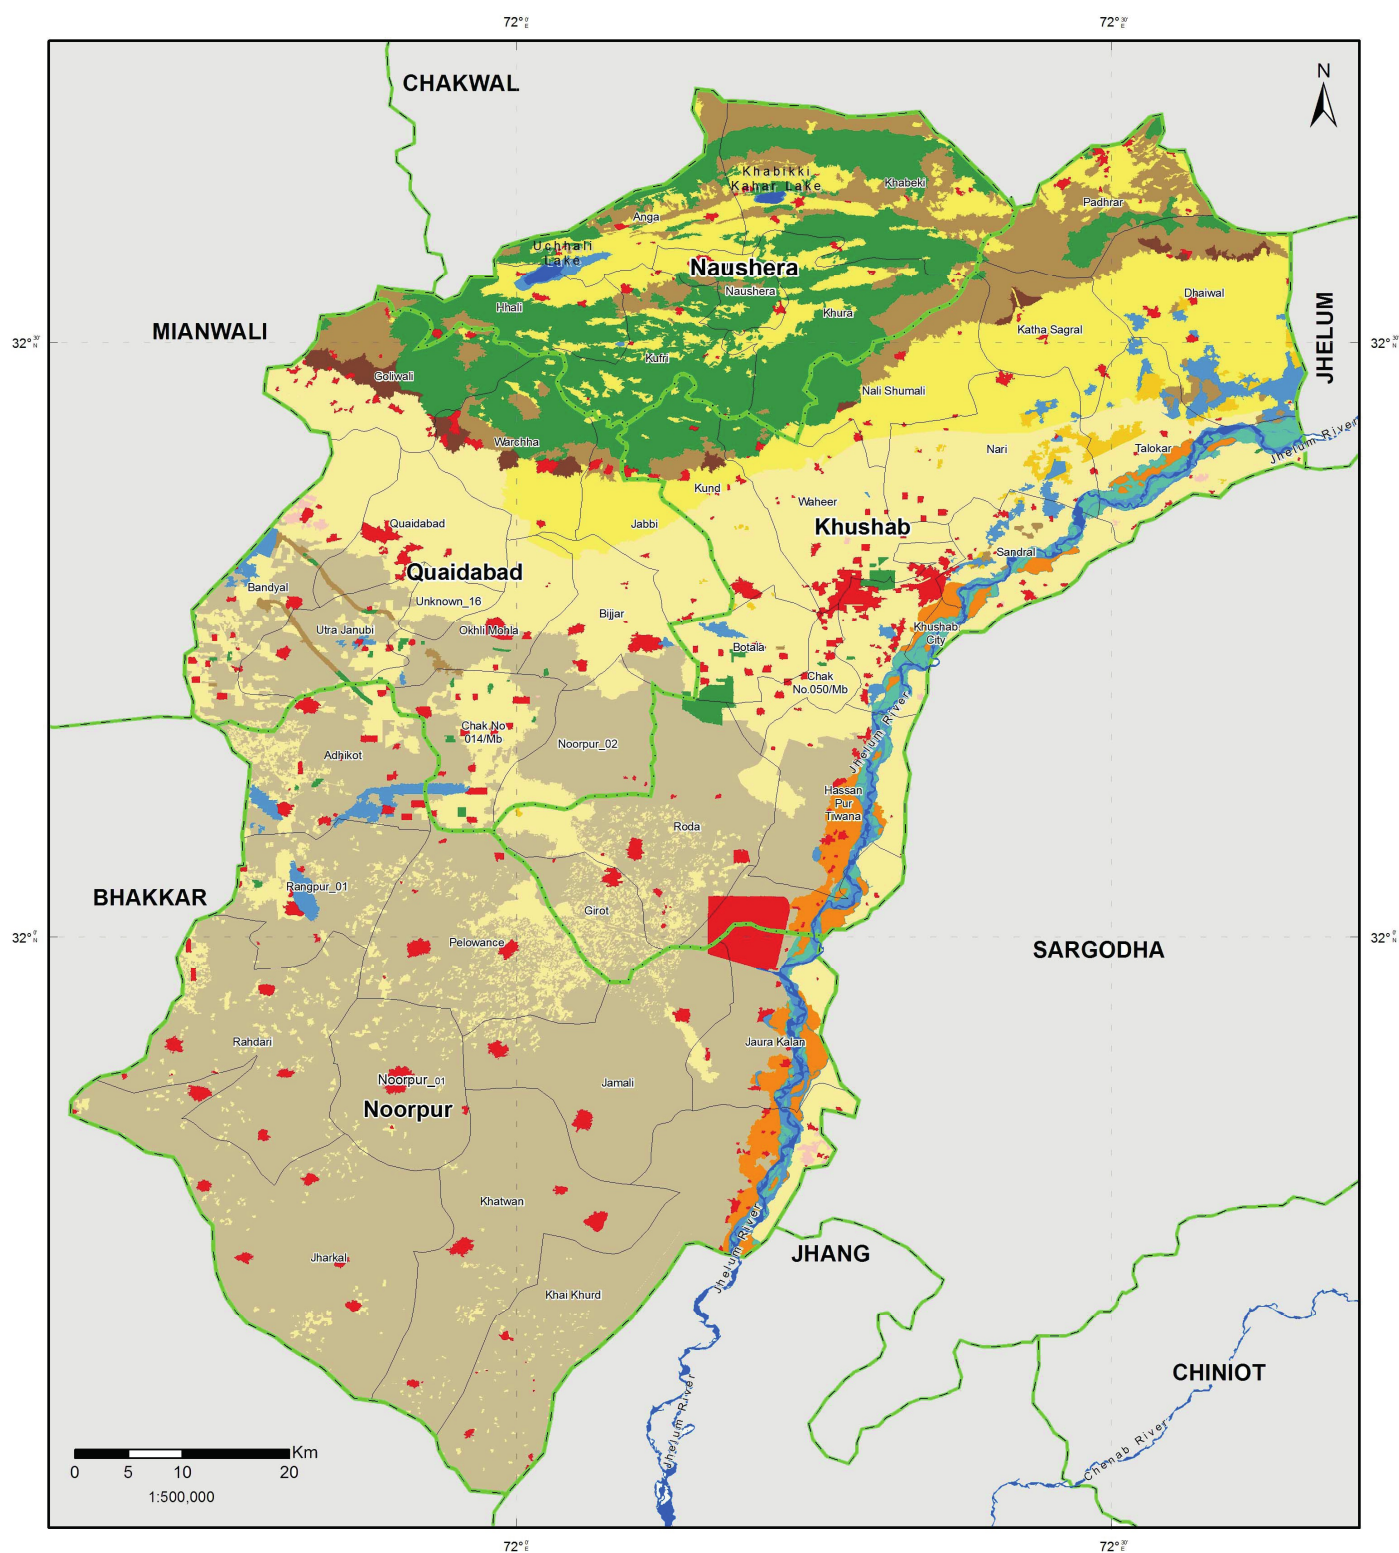 72° 0' E
72° 30' E
CHAKWAL
N
Khabikki
Kahar Lake
Khabeki
Padhrar
Anga
Uchhali
Lake
Naushera
Naushera
Dhaiwal
Hhali
Khura
Katha Sagral
MIANWALI
JHELUM
32° 30' N
32° 30' N
Kufri
Goliwali
Nali Shumali
Warchha
Nari
Talokar
Jhelum River
Kund
Waheer
Quaidabad
Jabbi
Khushab
Sandral
Quaidabad
Bandyal
Unknown_16
Bijjar
Utra Janubi
Okhli Mohla
Khushab
City
Botala
Chak
No.050/Mb
Jhelum River
Chak No
014/Mb
Noorpur_02
Adhikot
Hassan
Pur
Tiwana
Roda
Rangpur_01
BHAKKAR
Girot
32° 0' N
32° 0' N
Pelowance
SARGODHA
Rahdari
Jaura Kalan
Noorpur_01
Jamali
Noorpur
Khatwan
Jhelum River
JHANG
Jharkal
Khai Khurd
CHINIOT
Jhelum River
Chenab River
Km
0 5 10 20
1:500,000
72° 0' E
72° 30' E